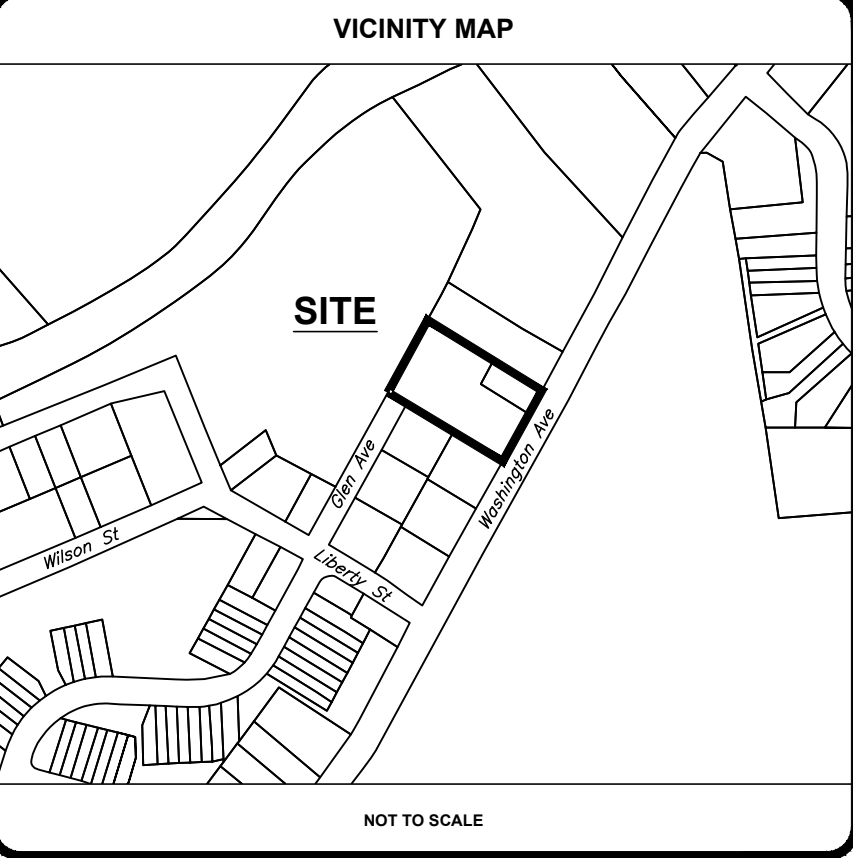 VICINITY MAP
SITE
Glen Ave
Washington Ave
Wilson St
Liberty St
NOT TO SCALE